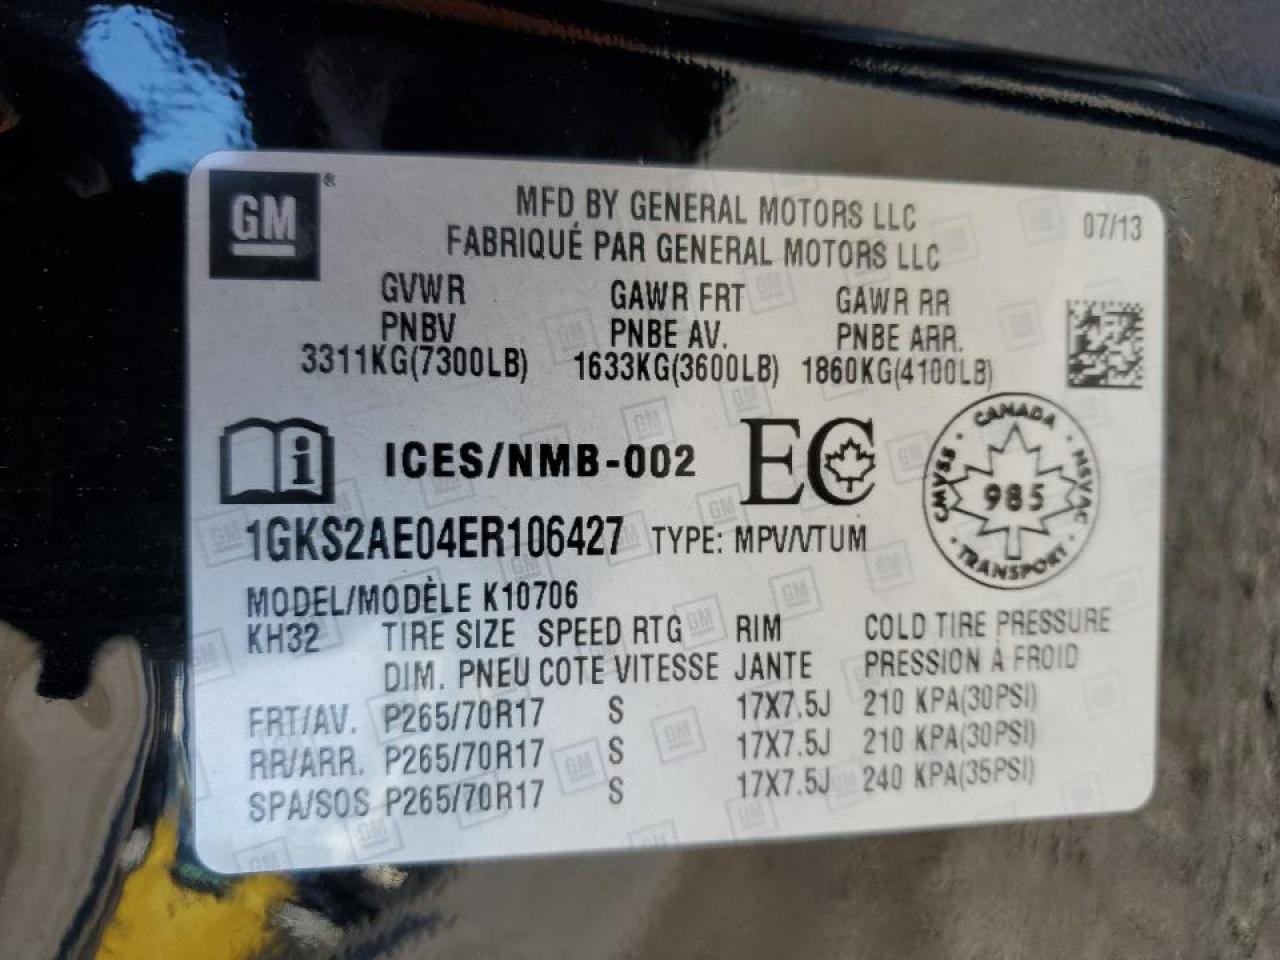 GM®
MFD BY GENERAL MOTORS LLC 07/13
FABRIQUÉ PAR GENERAL MOTORS LLC
GVWR GAWR FRT GAWR RR
PNBV PNBE AV. PNBE ARR.
3311KG(7300LB) 1633KG(3600LB) 1860KG(4100LB)
ICES/NMB-002 EC
CANADA
CMVSS 985 NSVAC
TRANSPORT
1GKS2AE04ER106427 TYPE: MPV/VTUM
MODEL/MODÈLE K10706
KH32 TIRE SIZE SPEED RTG RIM COLD TIRE PRESSURE
DIM. PNEU COTE VITESSE JANTE PRESSION À FROID
FRT/AV. P265/70R17 S 17X7.5J 210 KPA(30PSI)
RR/ARR. P265/70R17 S 17X7.5J 210 KPA(30PSI)
SPA/SOS P265/70R17 S 17X7.5J 240 KPA(35PSI)